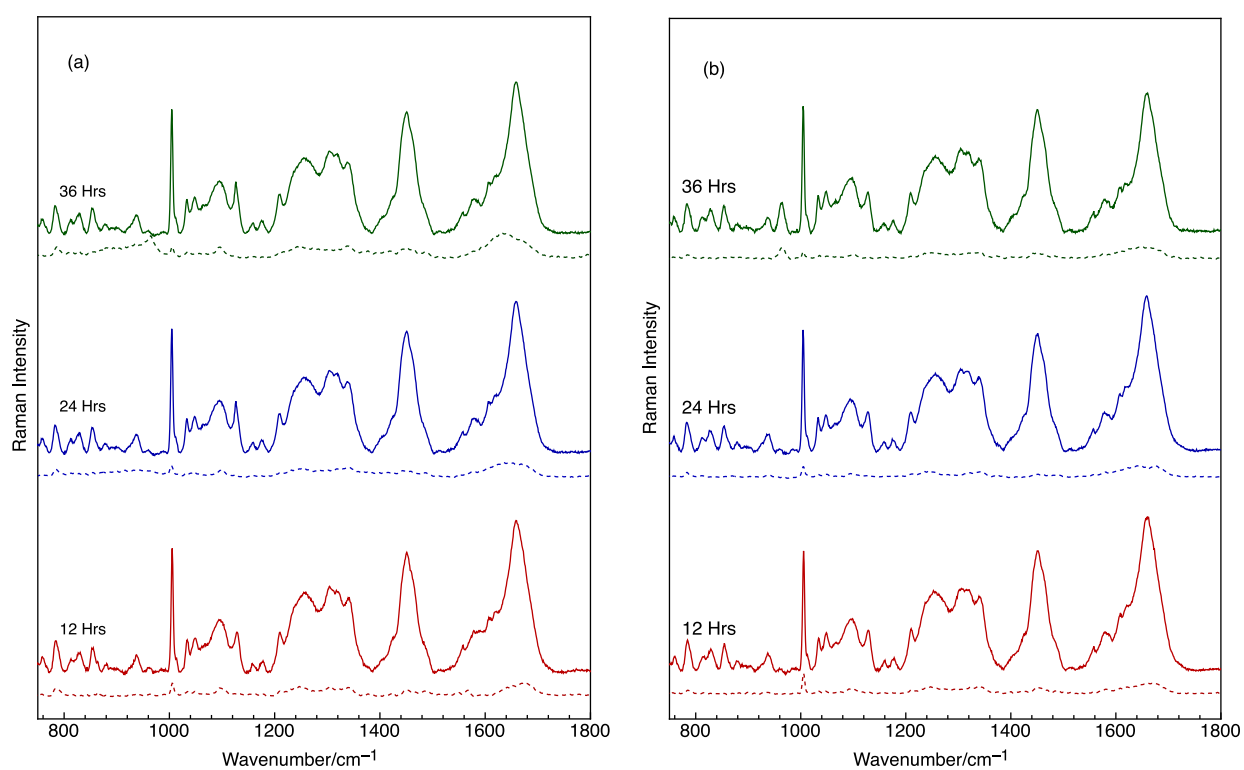 (a)
36 Hrs
24 Hrs
12 Hrs
Raman Intensity
800 1000 1200 1400 1600 1800
Wavenumber/cm⁻¹
(b)
36 Hrs
24 Hrs
12 Hrs
Raman Intensity
800 1000 1200 1400 1600 1800
Wavenumber/cm⁻¹